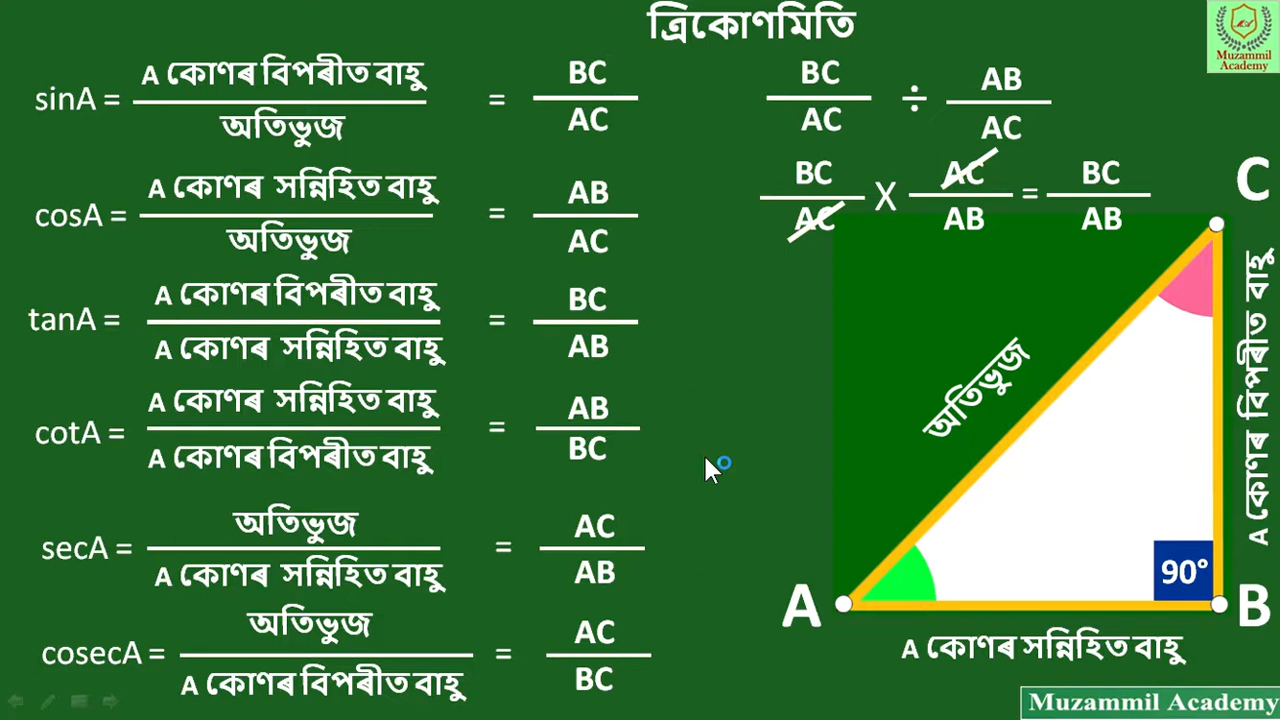 ত্ৰিকোণমিতি
Muzammil
Academy
sinA = A কোণৰ বিপৰীত বাহু / অতিভুজ = BC / AC
cosA = A কোণৰ সন্নিহিত বাহু / অতিভুজ = AB / AC
tanA = A কোণৰ বিপৰীত বাহু / A কোণৰ সন্নিহিত বাহু = BC / AB
cotA = A কোণৰ সন্নিহিত বাহু / A কোণৰ বিপৰীত বাহু = AB / BC
secA = অতিভুজ / A কোণৰ সন্নিহিত বাহু = AC / AB
cosecA = অতিভুজ / A কোণৰ বিপৰীত বাহু = AC / BC
BC / AC ÷ AB / AC
BC / AC X AC / AB = BC / AB
C
অতিভুজ
A কোণৰ বিপৰীত বাহু
90°
A
B
A কোণৰ সন্নিহিত বাহু
Muzammil Academy